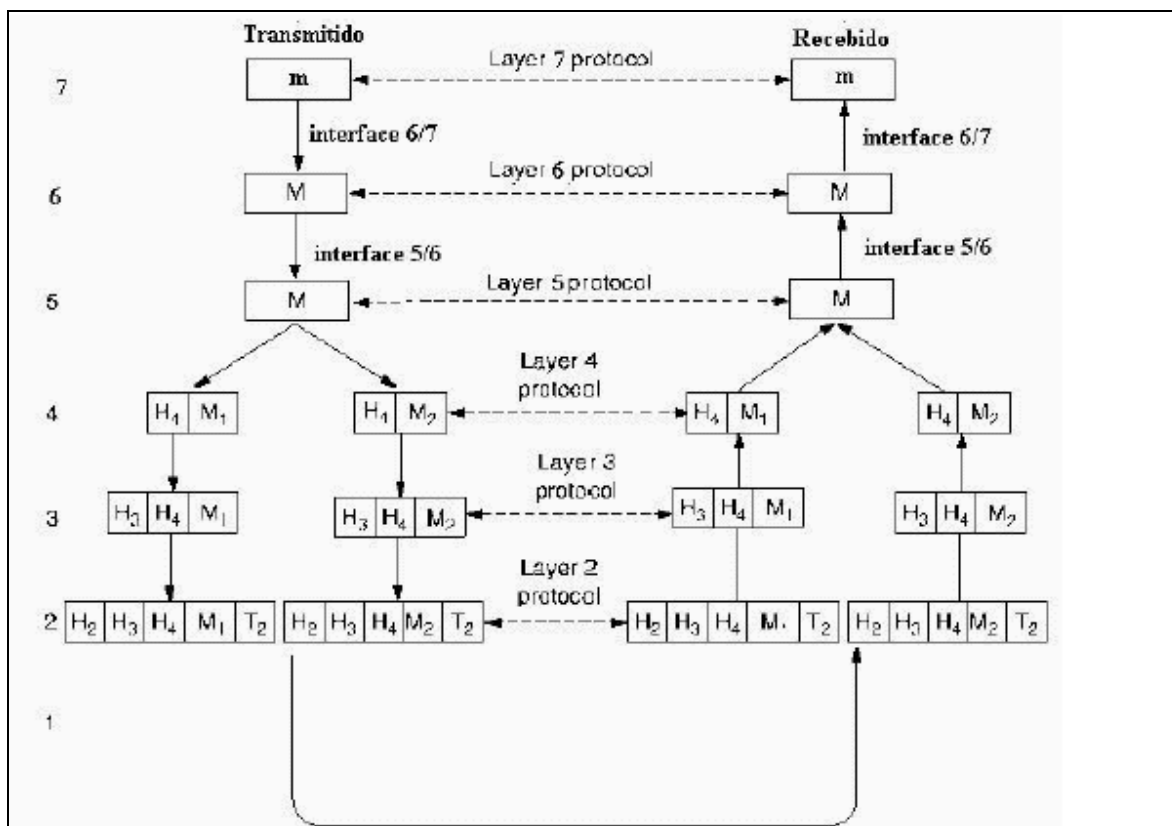 Transmitido
Recebido
Layer 7 protocol
7
m
m
interface 6/7
interface 6/7
Layer 6 protocol
6
M
M
interface 5/6
interface 5/6
Layer 5 protocol
5
M
M
Layer 4
protocol
4
H₄ M₁
H₄ M₂
H₄ M₁
H₄ M₂
Layer 3
protocol
3
H₃ H₄ M₁
H₃ H₄ M₂
H₃ H₄ M₁
H₃ H₄ M₂
Layer 2
protocol
2
H₂ H₃ H₄ M₁ T₂
H₂ H₃ H₄ M₂ T₂
H₂ H₃ H₄ T₂
H₂ H₃ H₄ M₂ T₂
1